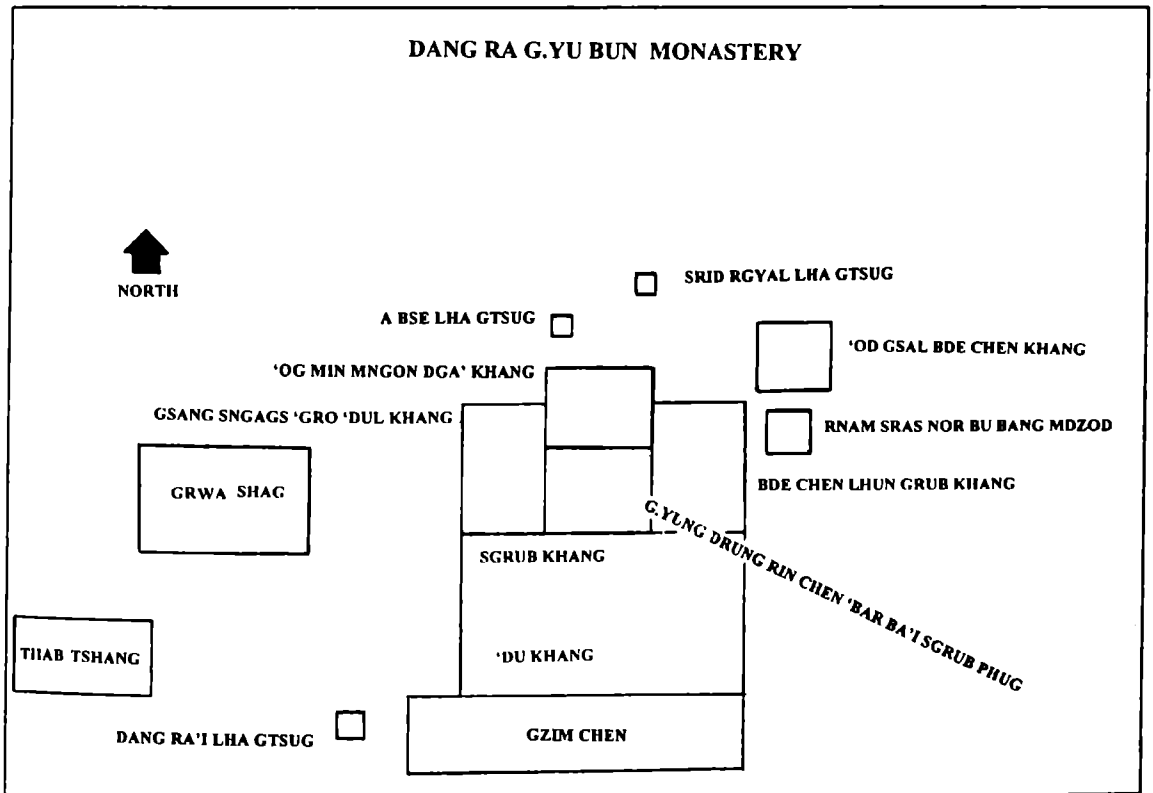 DANG RA G.YU BUN MONASTERY
NORTH
SRID RGYAL LHA GTSUG
A BSE LHA GTSUG
‘OD GSAL BDE CHEN KHANG
‘OG MIN MNGON DGA’ KHANG
GSANG SNGAGS ‘GRO ‘DUL KHANG
RNAM SRAS NOR BU BANG MDZOD
GRWA SHAG
BDE CHEN LHUN GRUB KHANG
G.YUNG DRUNG RIN CHEN ‘BAR BA’I SGRUB PHUG
SGRUB KHANG
THAB TSHANG
‘DU KHANG
DANG RA’I LHA GTSUG
GZIM CHEN